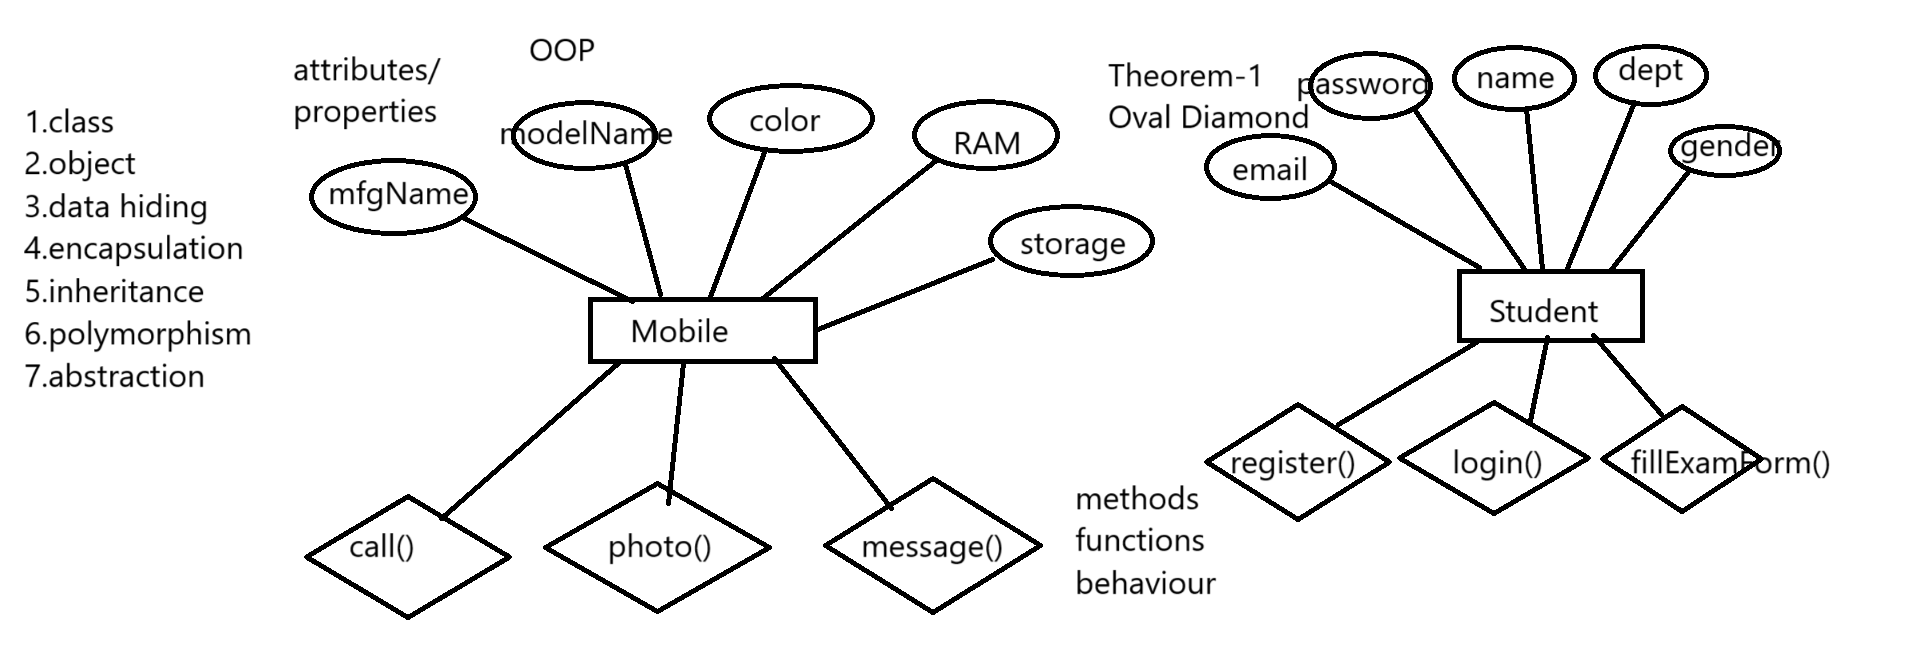 OOP
1.class
2.object
3.data hiding
4.encapsulation
5.inheritance
6.polymorphism
7.abstraction
attributes/
properties
mfgName
modelName
color
RAM
storage
Mobile
call()
photo()
message()
methods
functions
behaviour
Theorem-1
Oval Diamond
email
password
name
dept
gender
Student
register()
login()
fillExamForm()